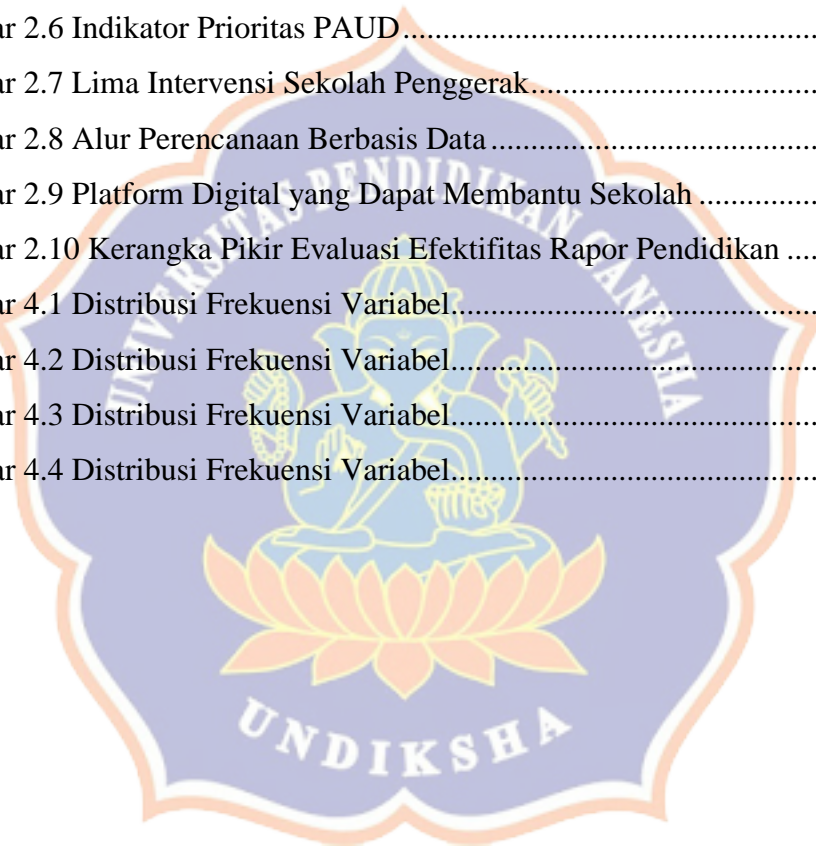 ar 2.6 Indikator Prioritas PAUD............................................................
ar 2.7 Lima Intervensi Sekolah Penggerak............................................
ar 2.8 Alur Perencanaan Berbasis Data.................................................
ar 2.9 Platform Digital yang Dapat Membantu Sekolah.......................
ar 2.10 Kerangka Pikir Evaluasi Efektifitas Rapor Pendidikan ....
ar 4.1 Distribusi Frekuensi Variabel......................................................
ar 4.2 Distribusi Frekuensi Variabel......................................................
ar 4.3 Distribusi Frekuensi Variabel......................................................
ar 4.4 Distribusi Frekuensi Variabel......................................................
UNIVERSITAS PENDIDIKAN GANESHA
UNDIKSHA